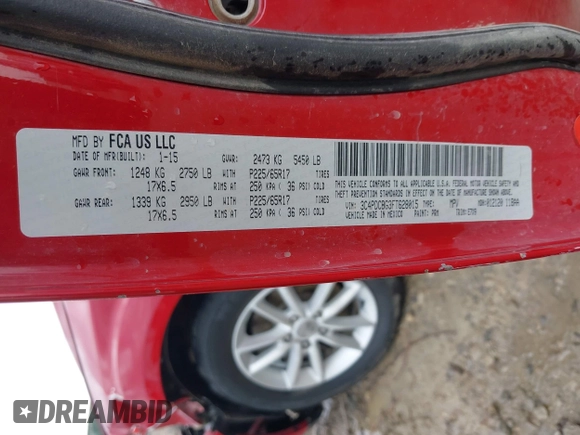 MFD BY FCA US LLC
DATE OF MFR(BUILT): 1-15 GVWR: 2473 KG 5450 LB
GAWR FRONT: 1248 KG 2750 LB WITH P225/65R17 TIRES
17X6.5 RIMS AT 250 KPA ( 36 PSI) COLD
GAWR REAR: 1339 KG 2950 LB WITH P225/65R17 TIRES
17X6.5 RIMS AT 250 KPA ( 36 PSI) COLD
THIS VEHICLE CONFORMS TO ALL
APPLICABLE U.S.A. FEDERAL MOTOR VEHICLE SAFETY AND
THEFT PREVENTION STANDARDS IN EFFECT ON THE DATE OF
MANUFACTURE SHOWN ABOVE.
VIN: 3C4PDCBG3FT628015 TYPE: MPV
VEHICLE MADE IN MEXICO PAINT: PRM
DREAMBID